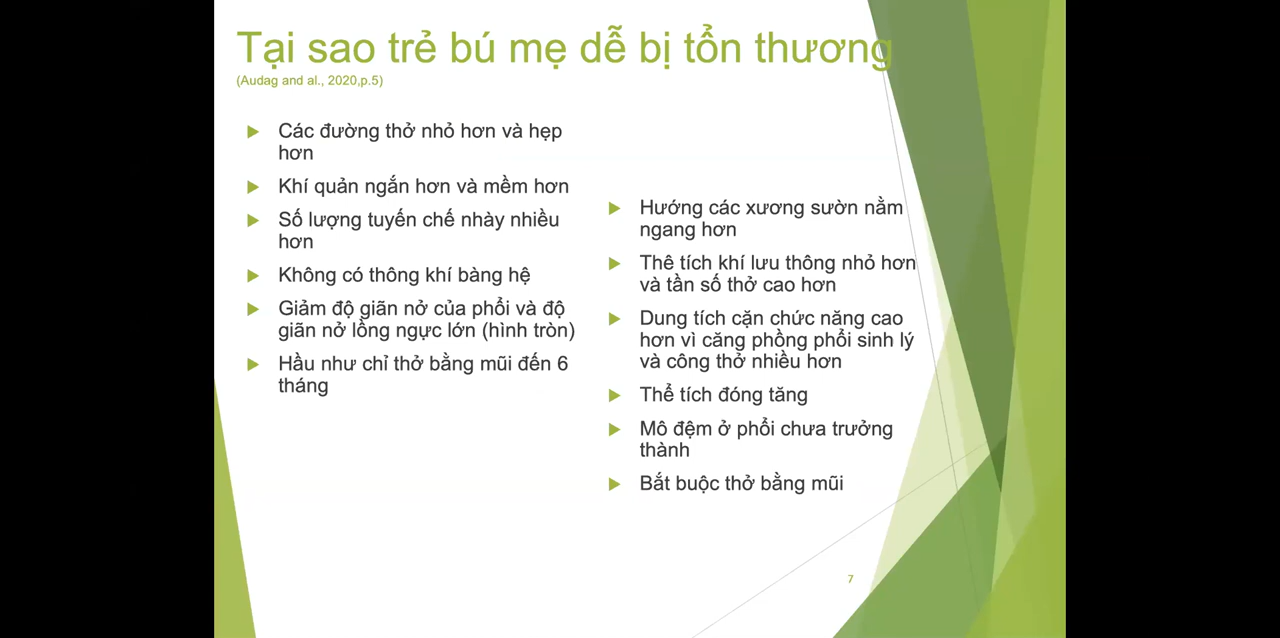 Tại sao trẻ bú mẹ dễ bị tổn thương
(Audag and al., 2020,p.5)
Các đường thở nhỏ hơn và hẹp
hơn
Khí quản ngắn hơn và mềm hơn
Số lượng tuyến chế nhày nhiều
hơn
Không có thông khí bàng hệ
Giảm độ giãn nở của phổi và độ
giãn nở lồng ngực lớn (hình tròn)
Hầu như chỉ thở bằng mũi đến 6
tháng
Hướng các xương sườn nằm
ngang hơn
Thê tích khí lưu thông nhỏ hơn
và tần số thở cao hơn
Dung tích cặn chức năng cao
hơn vì căng phồng phổi sinh lý
và công thở nhiều hơn
Thể tích đóng tăng
Mô đệm ở phổi chưa trưởng
thành
Bắt buộc thở bằng mũi
7